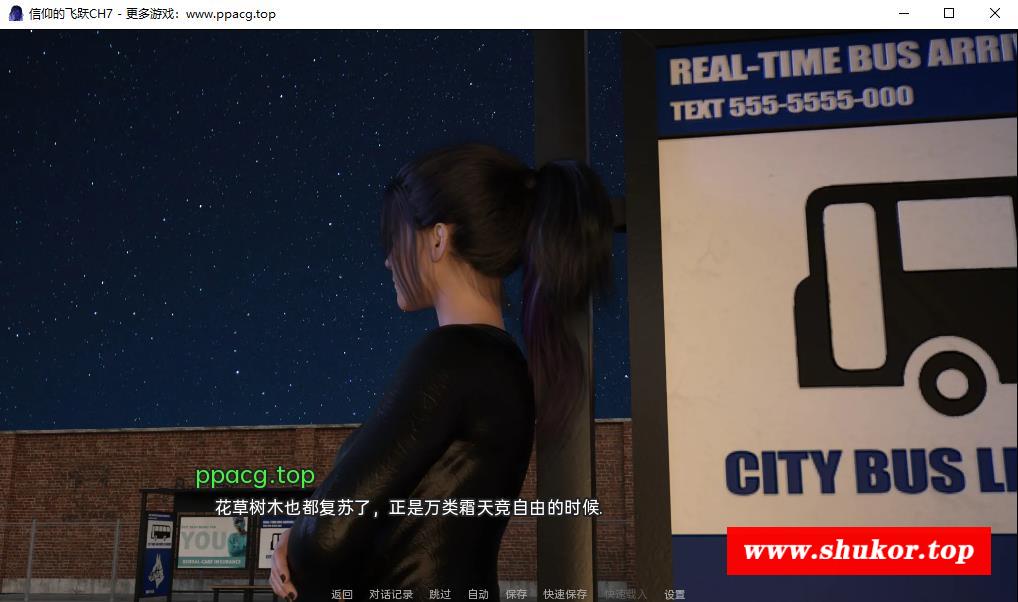 信仰的飞跃CH7 - 更多游戏：www.ppacg.top
REAL-TIME BUS ARRI
TEXT 555-5555-000
CITY BUS
YOU
DENTAL-CARE INSURANCE
ppacg.top
花草树木也都复苏了，正是万类霜天竞自由的时候.
www.shukor.top
返回 对话记录 跳过 自动 保存 快速保存 快速载入 设置